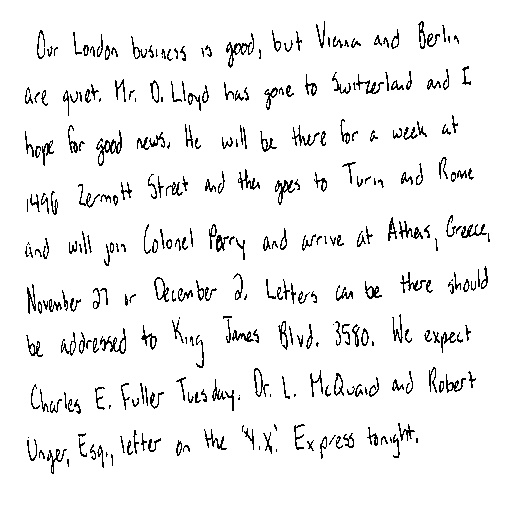 Our London business is good, but Vienna and Berlin
are quiet. Mr. D. Lloyd has gone to Switzerland and I
hope for good news. He will be there for a week at
1496 Zermott Street and then goes to Turin and Rome
and will join Colonel Parry and arrive at Athens, Greece,
November 27 or December 2. Letters can be there should
be addressed to King James Blvd. 3580. We expect
Charles E. Fuller Tuesday. Dr. L. McQuaid and Robert
Unger, Esq., letter on the "Y.X." Express tonight.